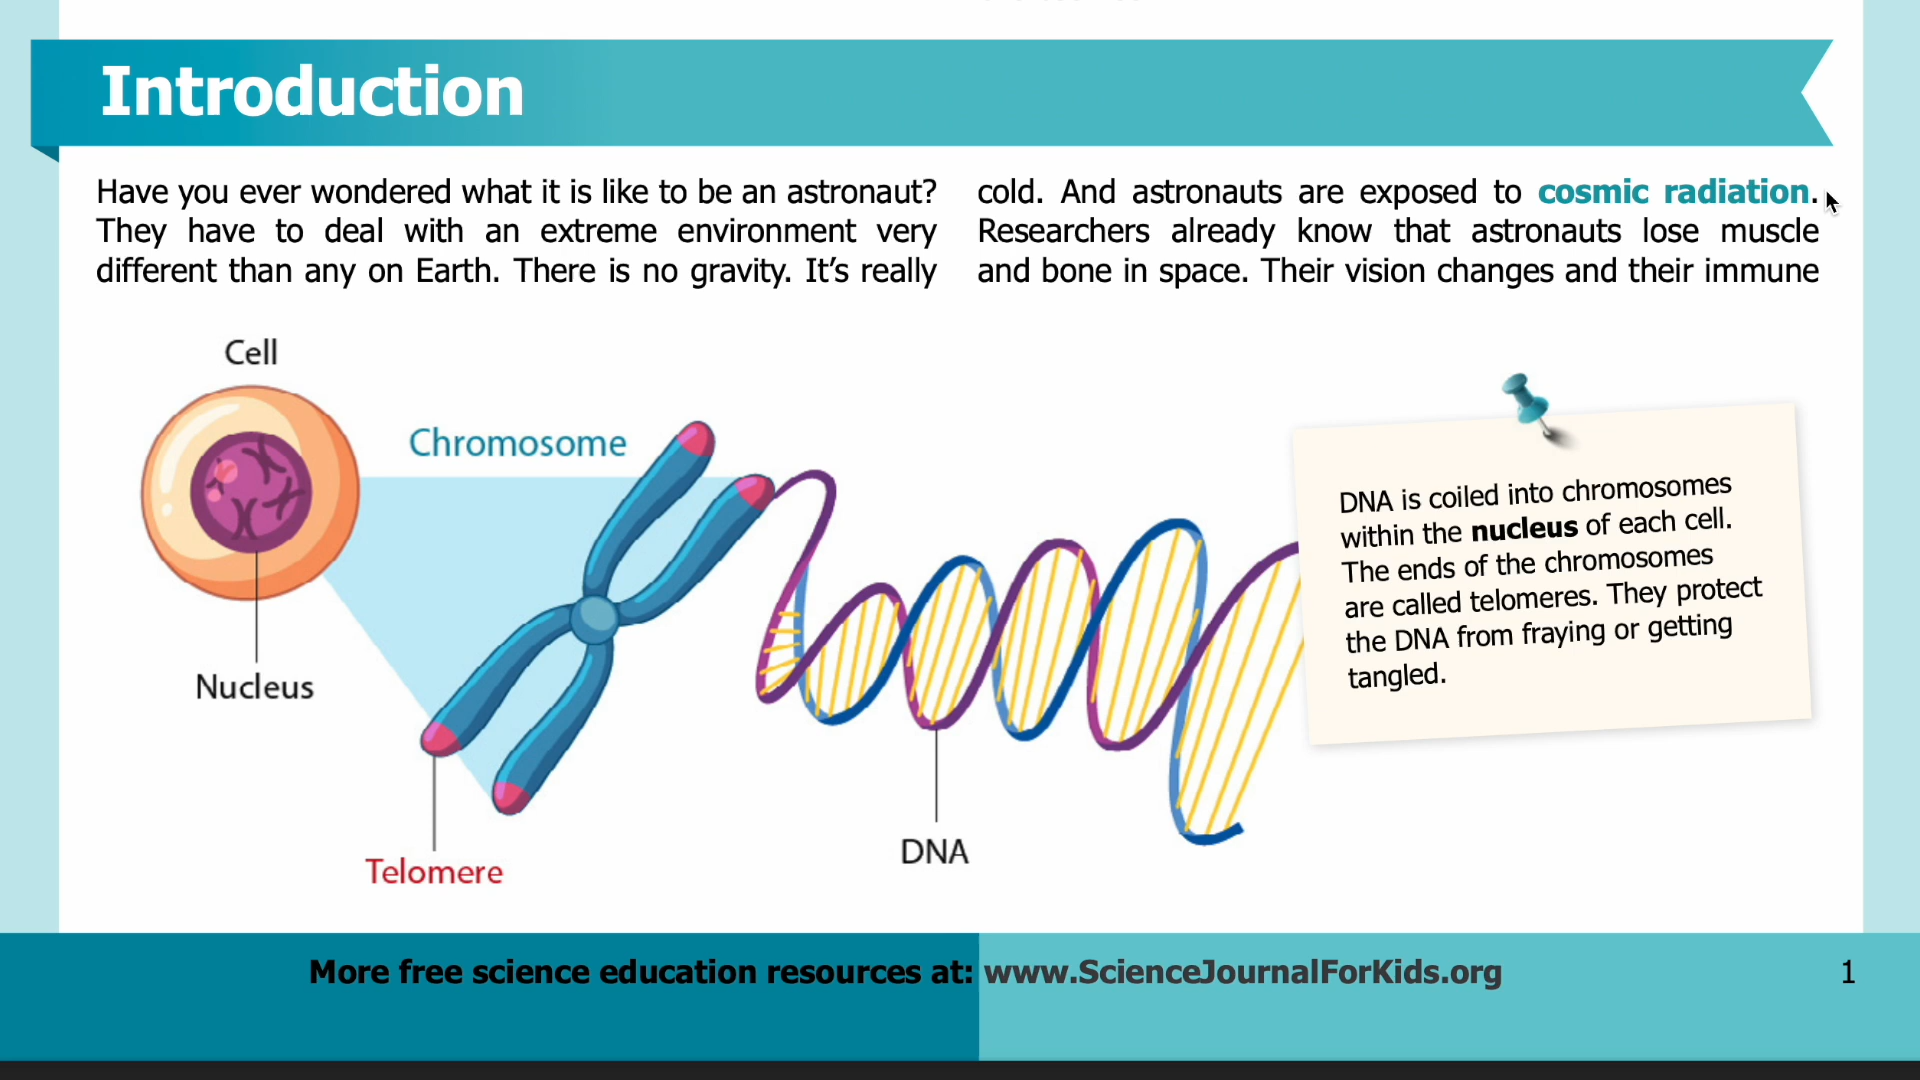 Introduction
Have you ever wondered what it is like to be an astronaut?
They have to deal with an extreme environment very
different than any on Earth. There is no gravity. It’s really
cold. And astronauts are exposed to cosmic radiation.
Researchers already know that astronauts lose muscle
and bone in space. Their vision changes and their immune
Cell
Chromosome
Nucleus
Telomere
DNA
DNA is coiled into chromosomes
within the nucleus of each cell.
The ends of the chromosomes
are called telomeres. They protect
the DNA from fraying or getting
tangled.
More free science education resources at: www.ScienceJournalForKids.org
1